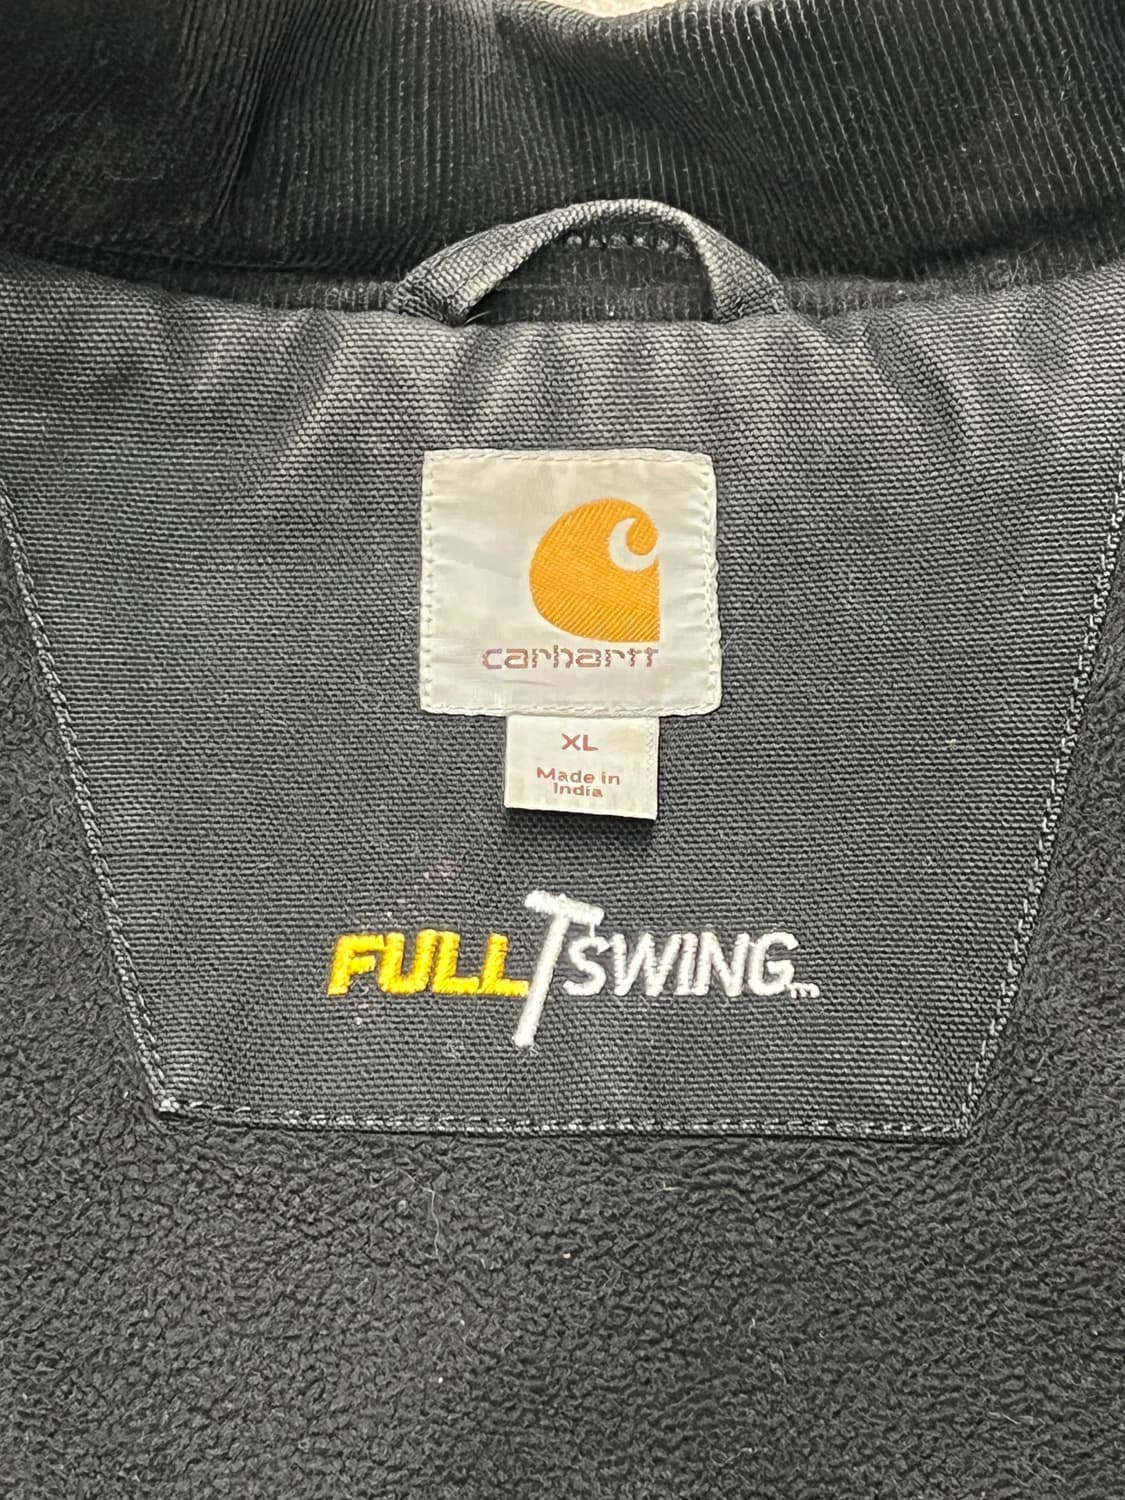 carhartt
XL
Made in
India
FULL SWING